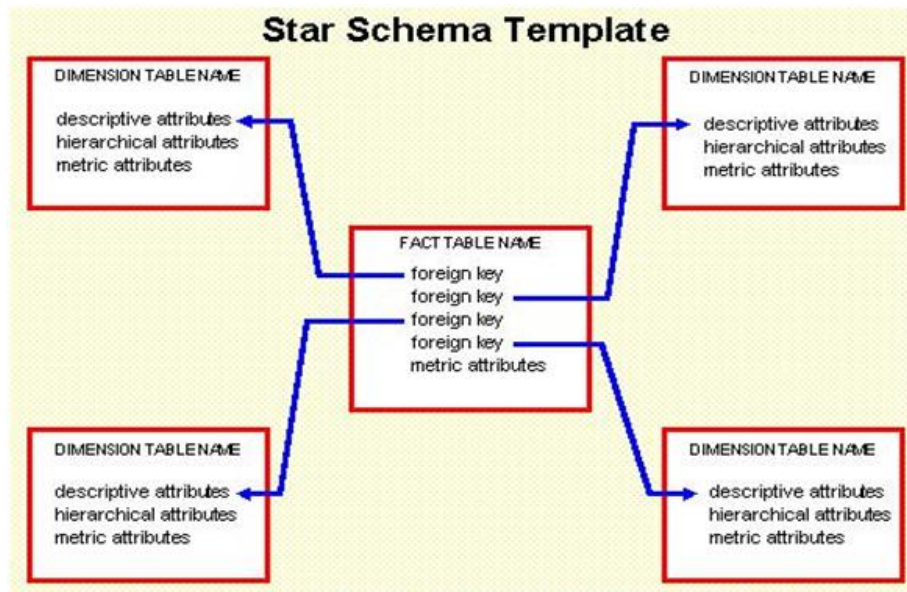 Star Schema Template
DIMENSION TABLE NAME
descriptive attributes
hierarchical attributes
metric attributes
DIMENSION TABLE NAME
descriptive attributes
hierarchical attributes
metric attributes
FACT TABLE NAME
foreign key
foreign key
foreign key
foreign key
metric attributes
DIMENSION TABLE NAME
descriptive attributes
hierarchical attributes
metric attributes
DIMENSION TABLE NAME
descriptive attributes
hierarchical attributes
metric attributes